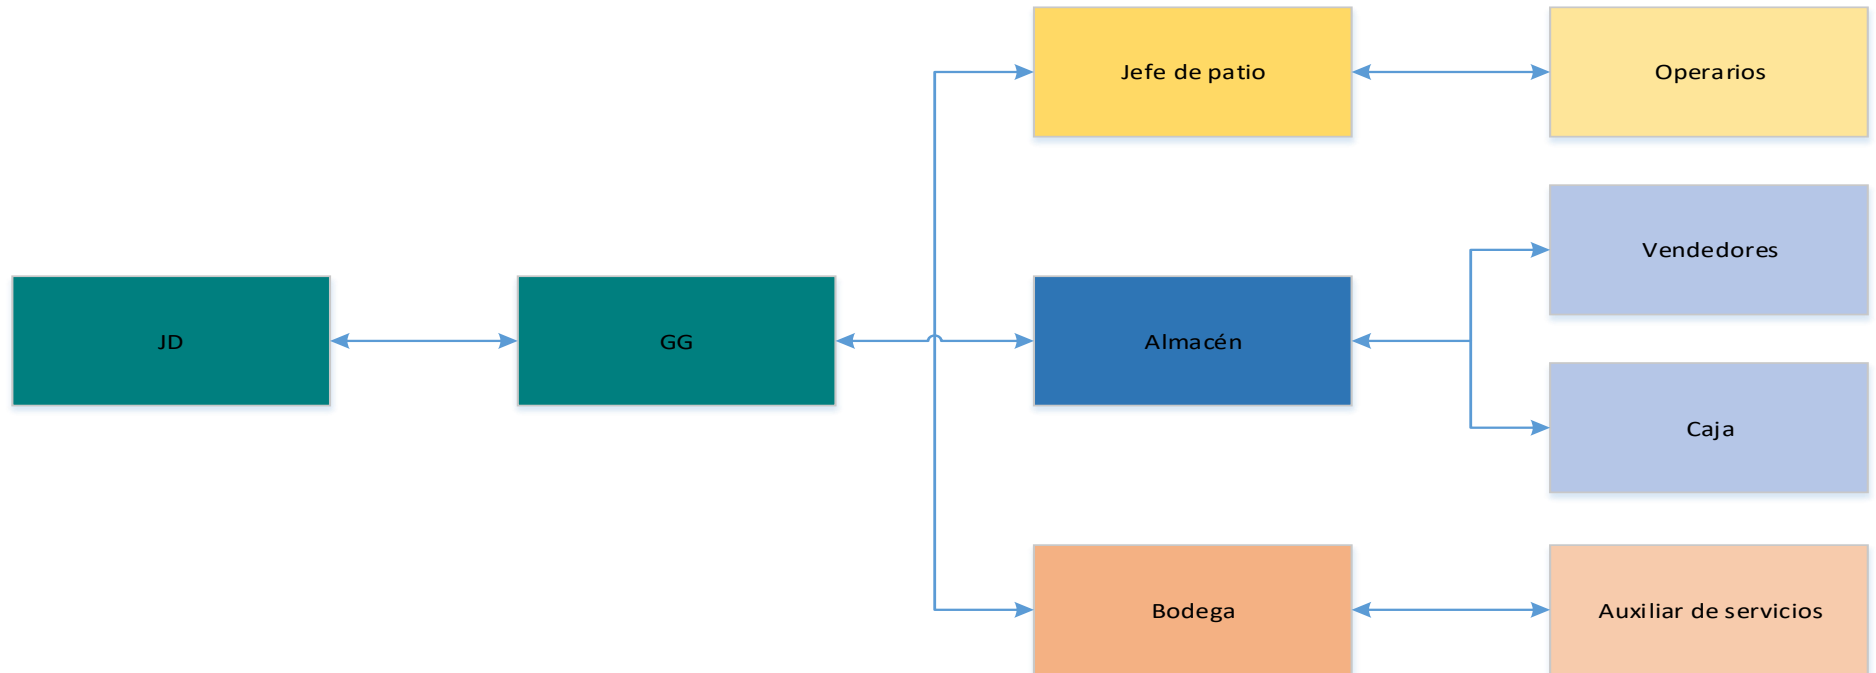 Jefe de patio
Operarios
Vendedores
JD
GG
Almacén
Caja
Bodega
Auxiliar de servicios